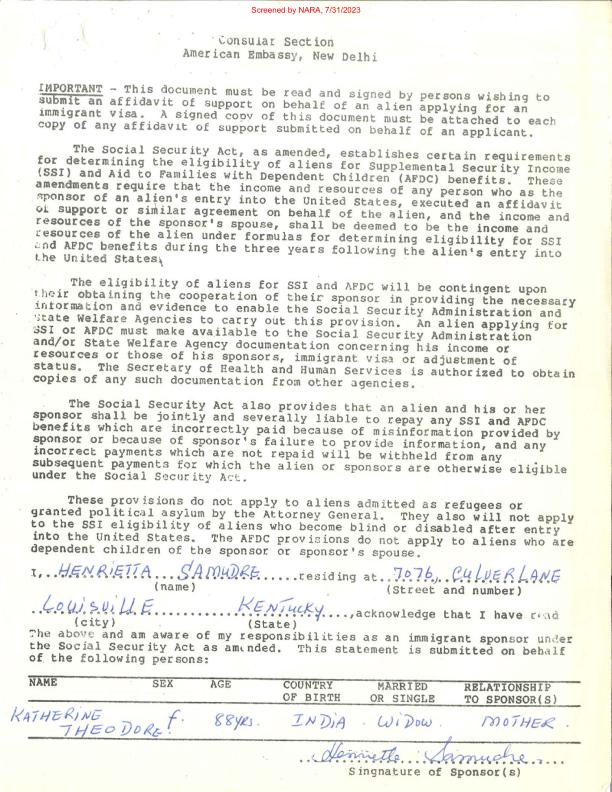 Screened by NARA, 7/31/2023
Consular Section
American Embassy, New Delhi
IMPORTANT - This document must be read and signed by persons wishing to
submit an affidavit of support on behalf of an alien applying for an
immigrant visa. A signed copy of this document must be attached to each
copy of any affidavit of support submitted on behalf of an applicant.
The Social Security Act, as amended, establishes certain requirements
for determining the eligibility of aliens for Supplemental Security Income
(SSI) and Aid to Families with Dependent Children (AFDC) benefits. These
amendments require that the income and resources of any person who as the
sponsor of an alien's entry into the United States, executed an affidavit
of support or similar agreement on behalf of the alien, and the income and
resources of the sponsor's spouse, shall be deemed to be the income and
resources of the alien under formulas for determining eligibility for SSI
and AFDC benefits during the three years following the alien's entry into
the United States.
The eligibility of aliens for SSI and AFDC will be contingent upon
their obtaining the cooperation of their sponsor in providing the necessary
information and evidence to enable the Social Security Administration and
State Welfare Agencies to carry out this provision. An alien applying for
SSI or AFDC must make available to the Social Security Administration
and/or State Welfare Agency documentation concerning his income or
resources or those of his sponsors, immigrant visa or adjustment of
status. The Secretary of Health and Human Services is authorized to obtain
copies of any such documentation from other agencies.
The Social Security Act also provides that an alien and his or her
sponsor shall be jointly and severally liable to repay any SSI and AFDC
benefits which are incorrectly paid because of misinformation provided by
sponsor or because of sponsor's failure to provide information, and any
incorrect payments which are not repaid will be withheld from any
subsequent payments for which the alien or sponsors are otherwise eligible
under the Social Security Act.
These provisions do not apply to aliens admitted as refugees or
granted political asylum by the Attorney General. They also will not apply
to the SSI eligibility of aliens who become blind or disabled after entry
into the United States. The AFDC provisions do not apply to aliens who are
dependent children of the sponsor or sponsor's spouse.
I, HENRIETTA SAMUDRE residing at 7076, CULVER LANE
(name) (Street and number)
LOUISVILLE KENTUCKY, acknowledge that I have read
(city) (State)
The above and am aware of my responsibilities as an immigrant sponsor under
the Social Security Act as amended. This statement is submitted on behalf
of the following persons:
NAME SEX AGE COUNTRY OF BIRTH MARRIED OR SINGLE RELATIONSHIP TO SPONSOR(S)
KATHERINE THEODORE f. 88yrs. INDIA . WIDOW . MOTHER .
Henrietta Samudre
Singnature of Sponsor(s)